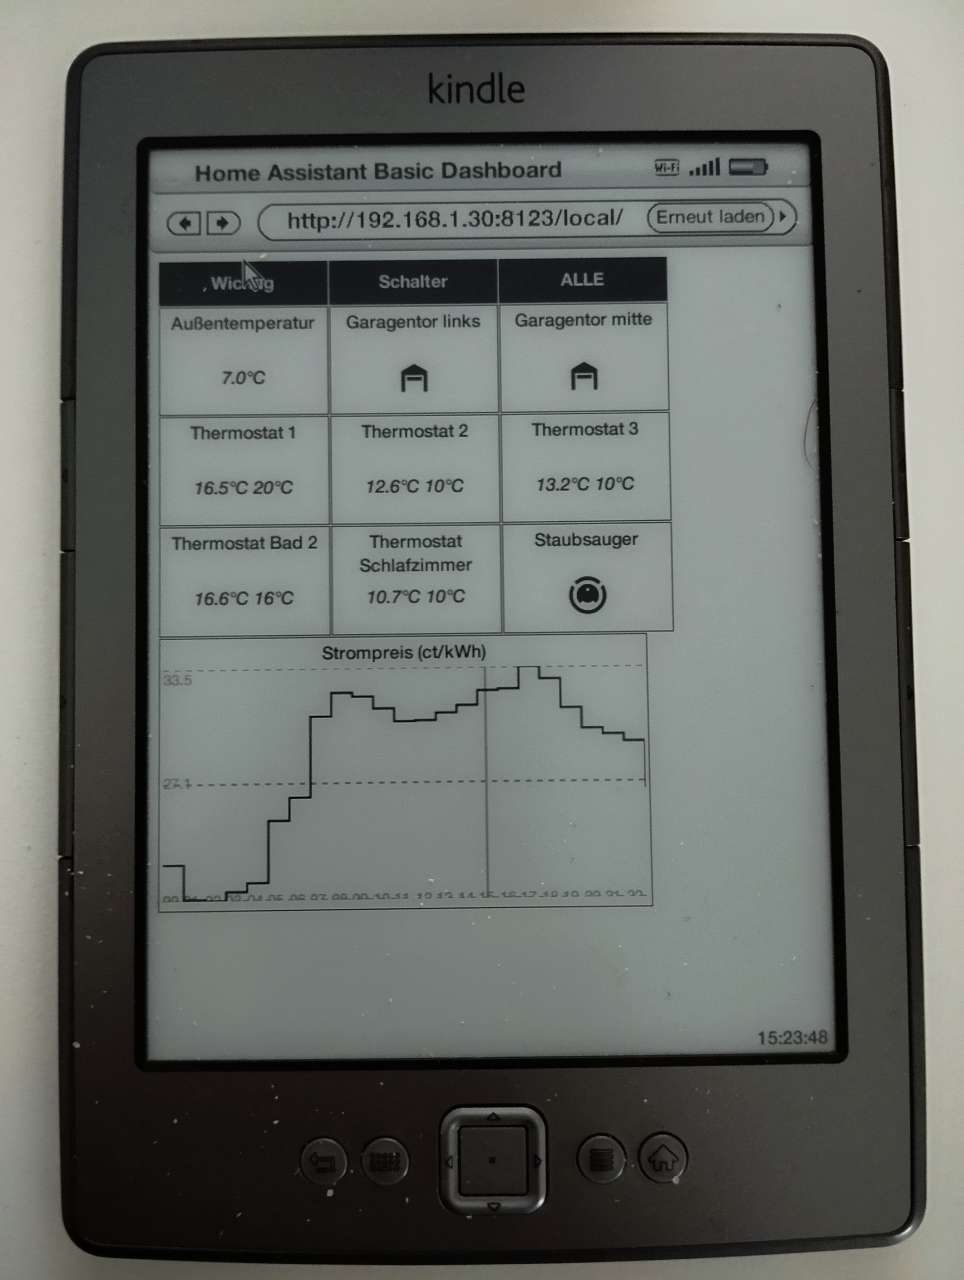 kindle
Home Assistant Basic Dashboard
Wi-Fi
http://192.168.1.30:8123/local/ Erneut laden
Wichtig Schalter ALLE
Außentemperatur Garagentor links Garagentor mitte
7.0°C
Thermostat 1 Thermostat 2 Thermostat 3
16.5°C 20°C 12.6°C 10°C 13.2°C 10°C
Thermostat Bad 2 Thermostat Schlafzimmer Staubsauger
16.6°C 16°C 10.7°C 10°C
Strompreis (ct/kWh)
33.5
27.1
15:23:48